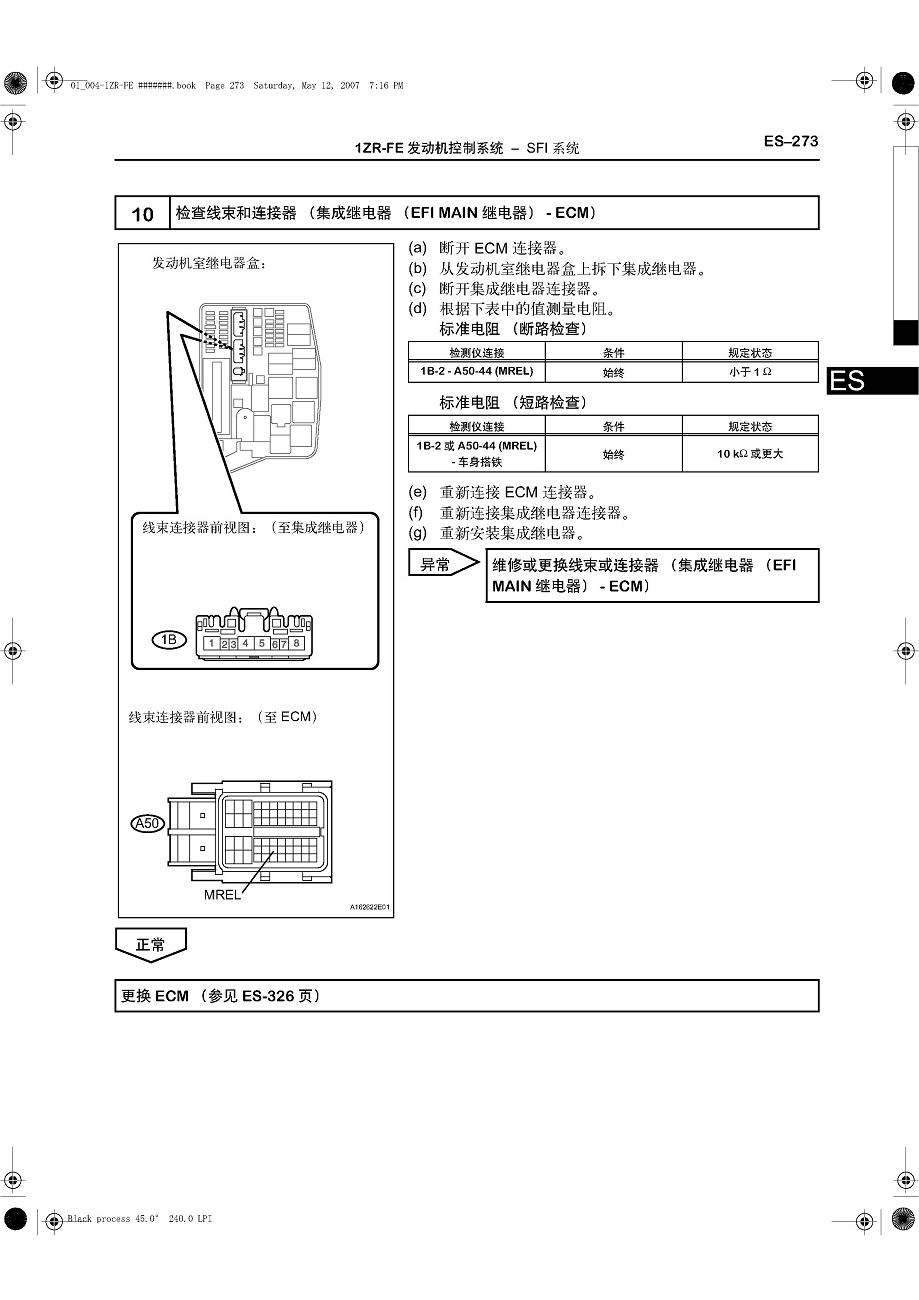 01_004-1ZR-FE #######.book Page 273 Saturday, May 12, 2007 7:16 PM
1ZR-FE 发动机控制系统 – SFI 系统
ES–273
10
检查线束和连接器 （集成继电器 （EFI MAIN 继电器） - ECM）
发动机室继电器盒：
线束连接器前视图：（至集成继电器）
1B
1 2 3 4 5 6 7 8
线束连接器前视图：（至 ECM）
A50
MREL
A162622E01
(a) 断开 ECM 连接器。
(b) 从发动机室继电器盒上拆下集成继电器。
(c) 断开集成继电器连接器。
(d) 根据下表中的值测量电阻。
标准电阻 （断路检查）
检测仪连接 条件 规定状态
1B-2 - A50-44 (MREL) 始终 小于 1 Ω
标准电阻 （短路检查）
检测仪连接 条件 规定状态
1B-2 或 A50-44 (MREL)
- 车身搭铁 始终 10 kΩ 或更大
(e) 重新连接 ECM 连接器。
(f) 重新连接集成继电器连接器。
(g) 重新安装集成继电器。
异常
维修或更换线束或连接器 （集成继电器 （EFI
MAIN 继电器） - ECM）
ES
正常
更换 ECM （参见 ES-326 页）
Black process 45.0° 240.0 LPI